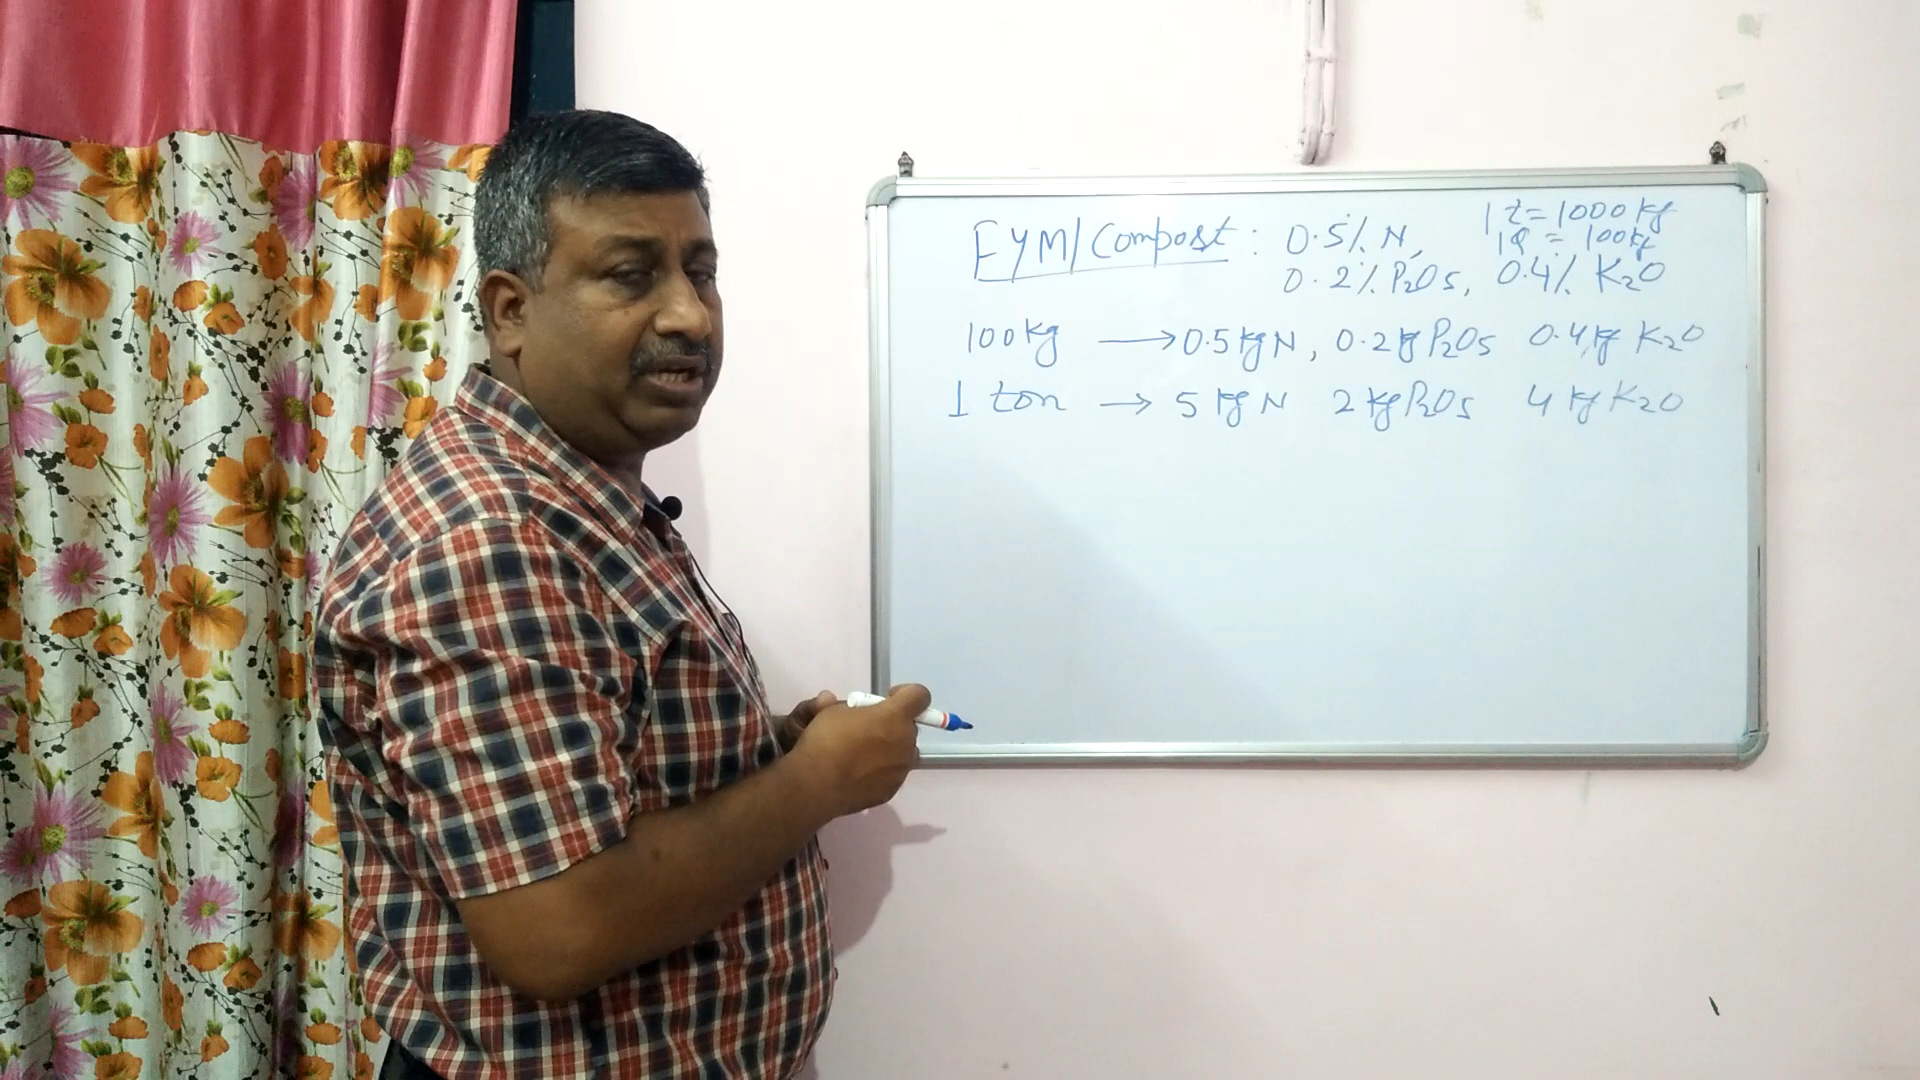 FYM/Compost : 0.5% N,
1 t = 1000 kg
1Q = 100 kg
0.2% P2O5, 0.4% K2O
100 kg → 0.5 kg N, 0.2 kg P2O5 0.4 kg K2O
1 ton → 5 kg N 2 kg P2O5 4 kg K2O